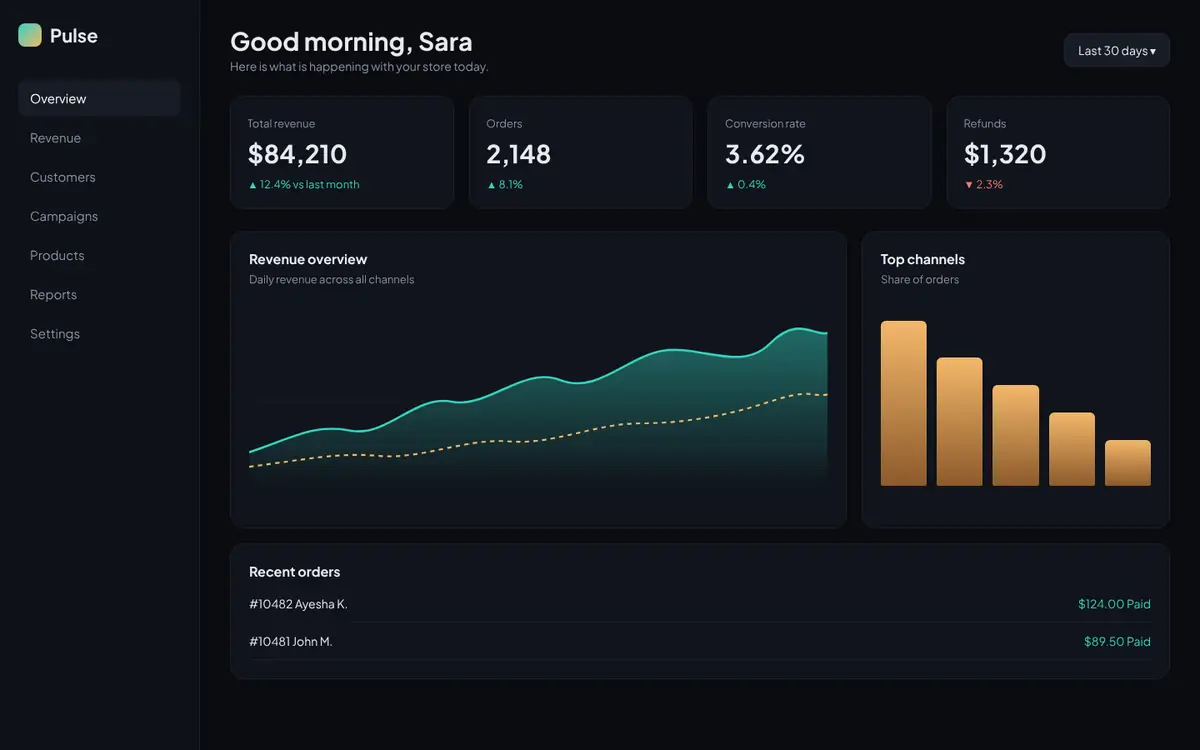 Pulse
Overview
Revenue
Customers
Campaigns
Products
Reports
Settings
Good morning, Sara
Here is what is happening with your store today.
Last 30 days ▾
Total revenue
$84,210
▲ 12.4% vs last month
Orders
2,148
▲ 8.1%
Conversion rate
3.62%
▲ 0.4%
Refunds
$1,320
▼ 2.3%
Revenue overview
Daily revenue across all channels
Top channels
Share of orders
Recent orders
#10482 Ayesha K.
$124.00 Paid
#10481 John M.
$89.50 Paid